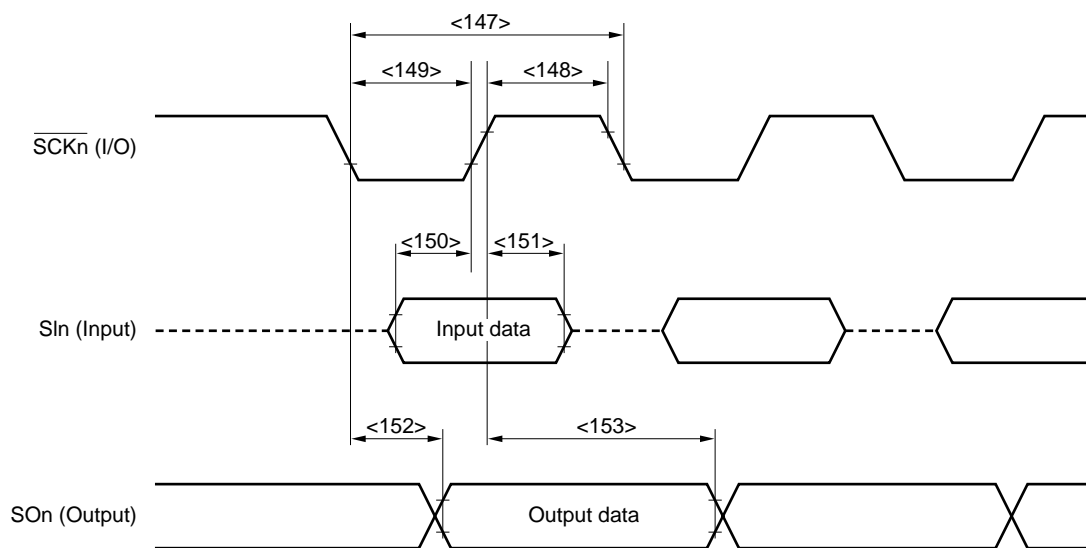 <147>
<149> <148>
SCKn (I/O)
<150> <151>
SIn (Input) Input data
<152> <153>
SOn (Output) Output data